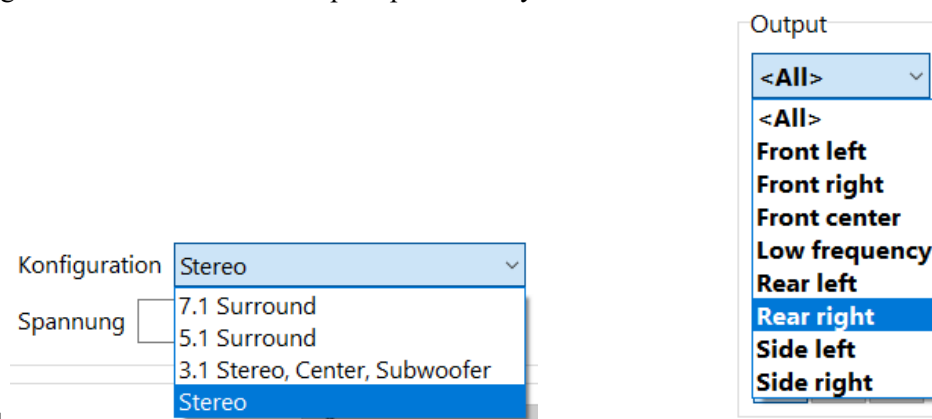 Output
<All>
<All>
Front left
Front right
Front center
Low frequency
Rear left
Rear right
Side left
Side right
Konfiguration Stereo
7.1 Surround
Spannung
5.1 Surround
3.1 Stereo, Center, Subwoofer
Stereo